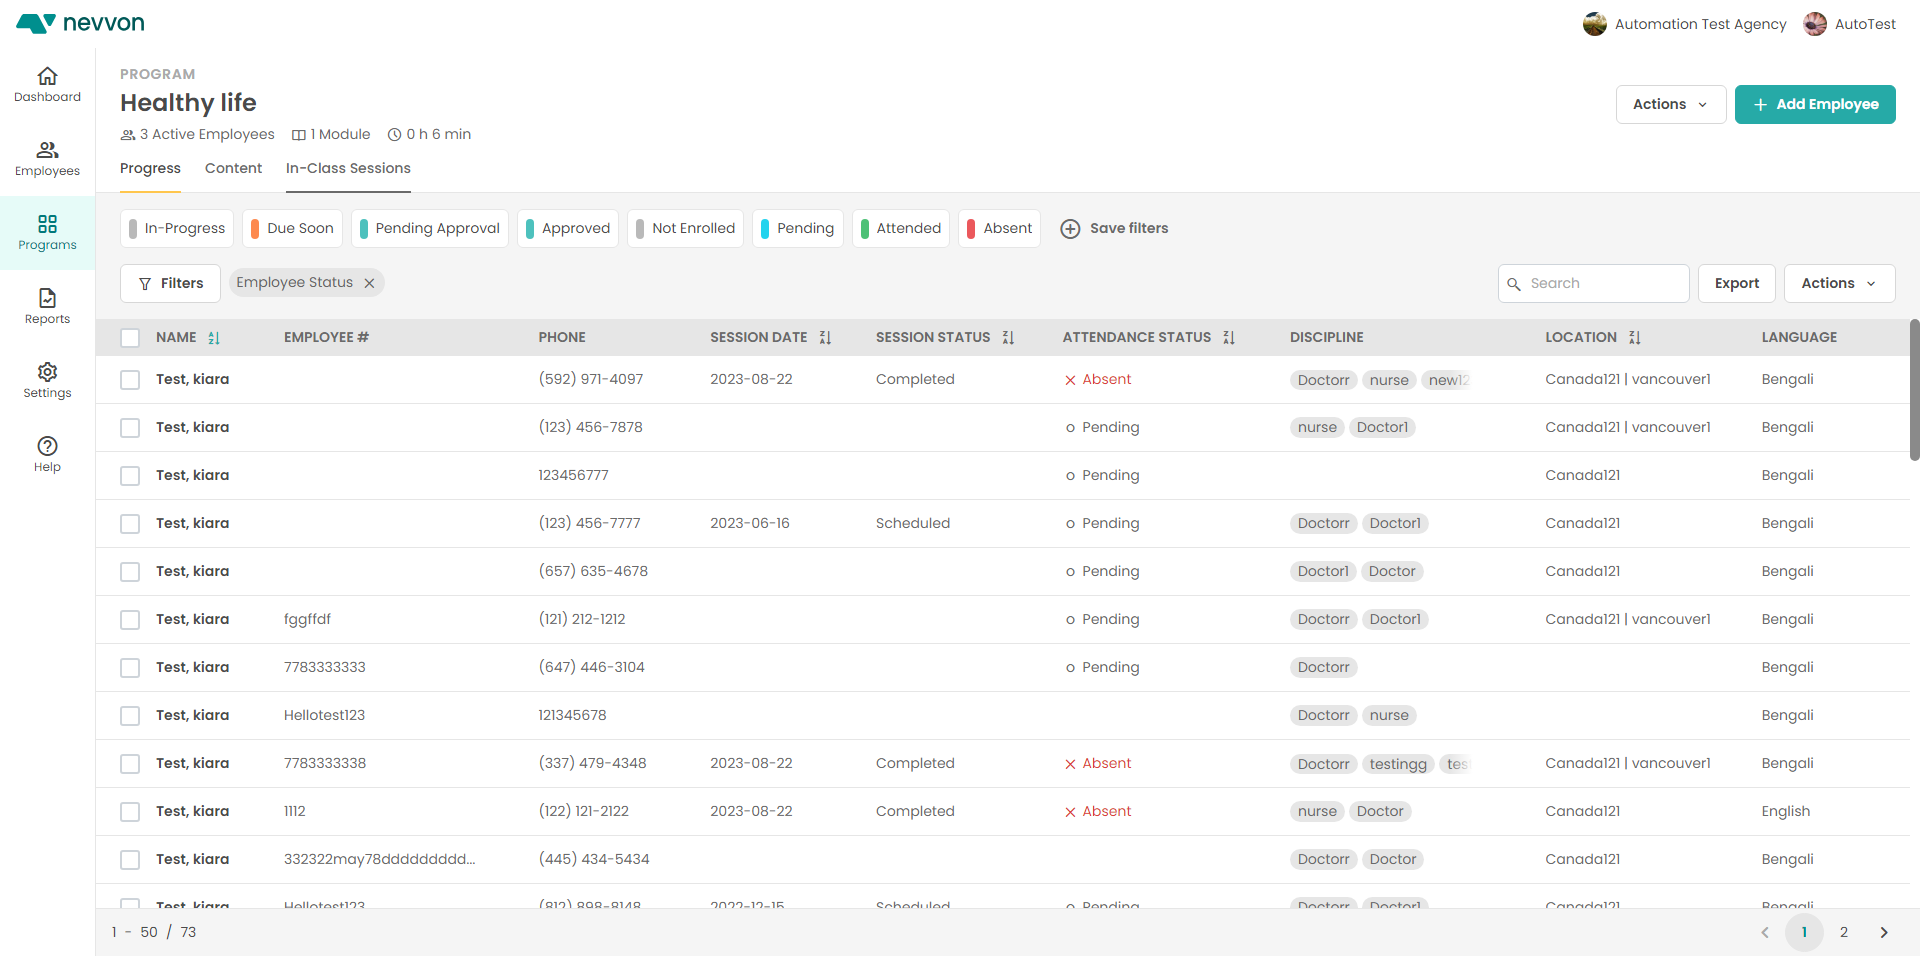 nevvon
Automation Test Agency AutoTest
Dashboard
Employees
Programs
Reports
Settings
Help
PROGRAM
Healthy life
3 Active Employees 1 Module 0 h 6 min
Actions + Add Employee
Progress Content In-Class Sessions
In-Progress Due Soon Pending Approval Approved Not Enrolled Pending Attended Absent Save filters
Filters Employee Status Search Export Actions
NAME EMPLOYEE # PHONE SESSION DATE SESSION STATUS ATTENDANCE STATUS DISCIPLINE LOCATION LANGUAGE
Test, kiara (592) 971-4097 2023-08-22 Completed Absent Doctorr nurse new12 Canada121 | vancouver1 Bengali
Test, kiara (123) 456-7878 Pending nurse Doctor1 Canada121 | vancouver1 Bengali
Test, kiara 123456777 Pending Canada121 Bengali
Test, kiara (123) 456-7777 2023-06-16 Scheduled Pending Doctorr Doctor1 Canada121 Bengali
Test, kiara (657) 635-4678 Pending Doctor1 Doctor Canada121 Bengali
Test, kiara fggffdf (121) 212-1212 Pending Doctorr Doctor1 Canada121 | vancouver1 Bengali
Test, kiara 7783333333 (647) 446-3104 Pending Doctorr Bengali
Test, kiara Hellotest123 121345678 Doctorr nurse Bengali
Test, kiara 7783333338 (337) 479-4348 2023-08-22 Completed Absent Doctorr testingg tes Canada121 | vancouver1 Bengali
Test, kiara 1112 (122) 121-2122 2023-08-22 Completed Absent nurse Doctor Canada121 English
Test, kiara 332322may78ddddddddd... (445) 434-5434 Doctorr Doctor Canada121 Bengali
Test, kiara Hellotest123 (812) 898-8148 2022-12-15 Scheduled Pending Doctorr Doctor1 Canada121 Bengali
1 - 50 / 73 1 2